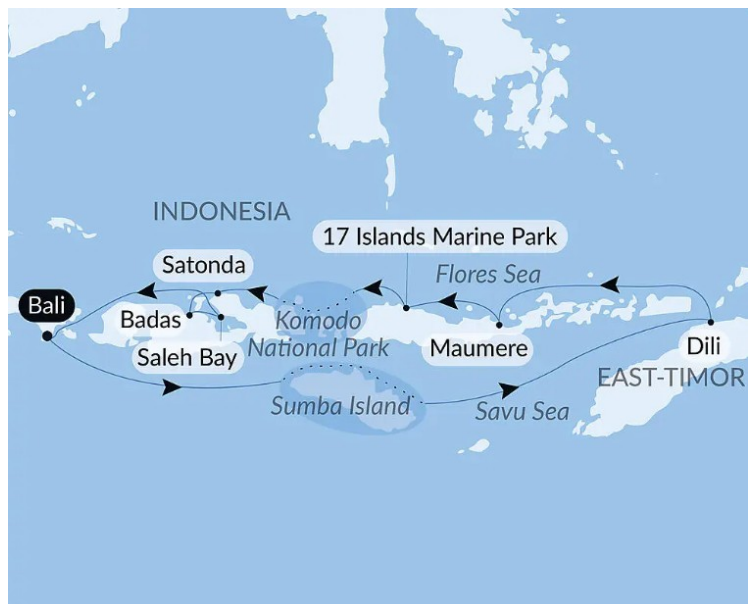 INDONESIA
17 Islands Marine Park
Satonda
Flores Sea
Bali
Badas
Komodo
National Park
Saleh Bay
Maumere
Dili
EAST-TIMOR
Sumba Island
Savu Sea